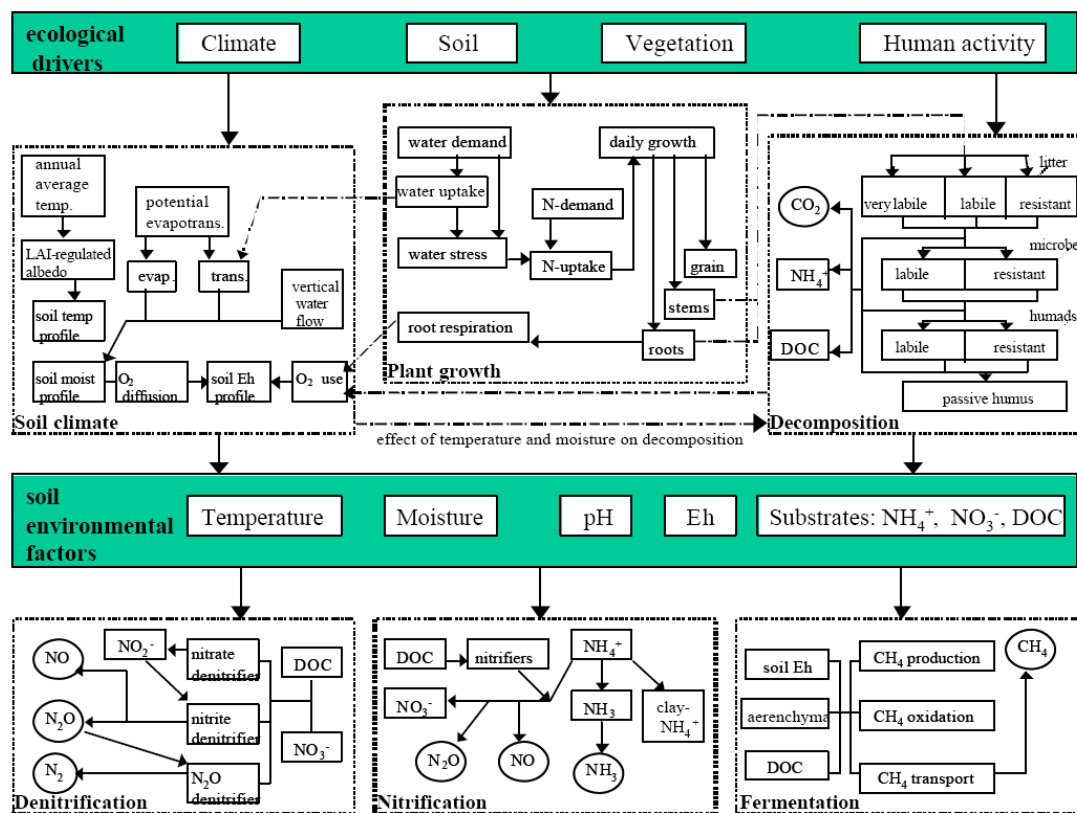 ecological
drivers
Climate
Soil
Vegetation
Human activity
annual
average
temp.
potential
evapotrans.
LAI-regulated
albedo
evap.
trans.
vertical
water
flow
soil temp
profile
soil moist
profile
O₂
diffusion
soil Eh
profile
O₂ use
Soil climate
water demand
daily growth
water uptake
N-demand
water stress
N-uptake
grain
stems
root respiration
roots
Plant growth
litter
CO₂
very labile
labile
resistant
microbe
NH₄⁺
labile
resistant
humads
DOC
labile
resistant
passive humus
Decomposition
effect of temperature and moisture on decomposition
soil
environmental
factors
Temperature
Moisture
pH
Eh
Substrates: NH₄⁺, NO₃⁻, DOC
NO
NO₂⁻
nitrate
denitrifier
DOC
N₂O
nitrite
denitrifier
NO₃⁻
N₂
N₂O
denitrifier
Denitrification
DOC
nitrifiers
NH₄⁺
NO₃⁻
NH₃
clay-
NH₄⁺
N₂O
NO
NH₃
Nitrification
soil Eh
CH₄ production
CH₄
aerenchyma
CH₄ oxidation
DOC
CH₄ transport
Fermentation